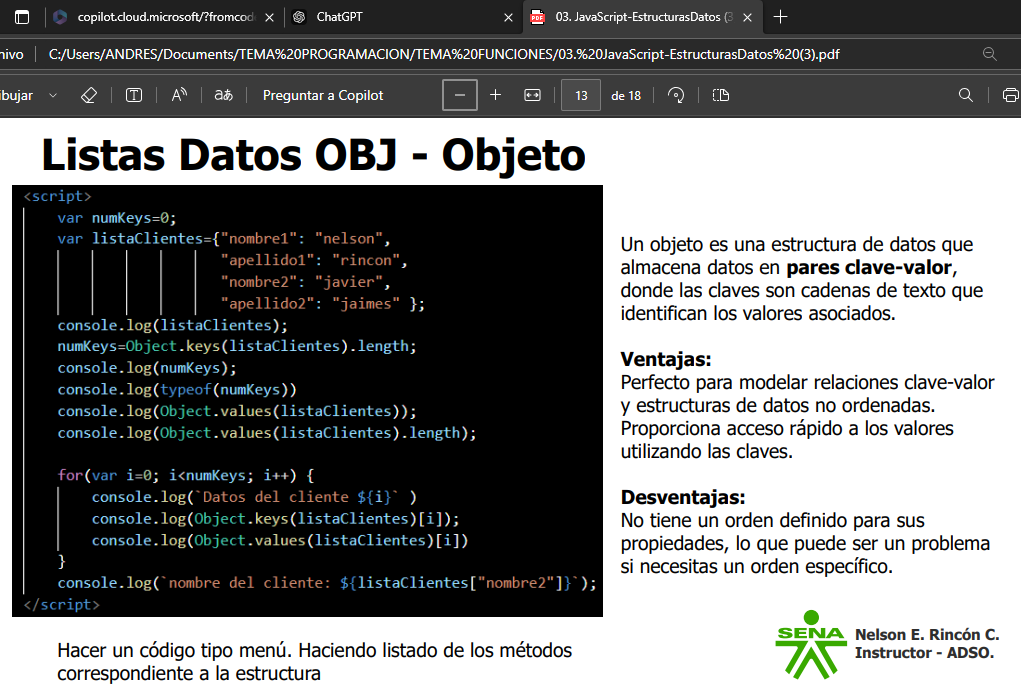 copilot.cloud.microsoft/?fromcod
ChatGPT
03. JavaScript-EstructurasDatos (3
hivo
C:/Users/ANDRES/Documents/TEMA%20PROGRAMACION/TEMA%20FUNCIONES/03.%20JavaScript-EstructurasDatos%20(3).pdf
ibujar
aあ
Preguntar a Copilot
13
de 18
Listas Datos OBJ - Objeto
<script>
var numKeys=0;
var listaClientes={"nombre1": "nelson",
"apellido1": "rincon",
"nombre2": "javier",
"apellido2": "jaimes" };
console.log(listaClientes);
numKeys=Object.keys(listaClientes).length;
console.log(numKeys);
console.log(typeof(numKeys))
console.log(Object.values(listaClientes));
console.log(Object.values(listaClientes).length);
for(var i=0; i<numKeys; i++) {
console.log(`Datos del cliente ${i}` )
console.log(Object.keys(listaClientes)[i]);
console.log(Object.values(listaClientes)[i])
}
console.log(`nombre del cliente: ${listaClientes["nombre2"]}`);
</script>
Un objeto es una estructura de datos que
almacena datos en pares clave-valor,
donde las claves son cadenas de texto que
identifican los valores asociados.
Ventajas:
Perfecto para modelar relaciones clave-valor
y estructuras de datos no ordenadas.
Proporciona acceso rápido a los valores
utilizando las claves.
Desventajas:
No tiene un orden definido para sus
propiedades, lo que puede ser un problema
si necesitas un orden específico.
Hacer un código tipo menú. Haciendo listado de los métodos
correspondiente a la estructura
SENA
Nelson E. Rincón C.
Instructor - ADSO.